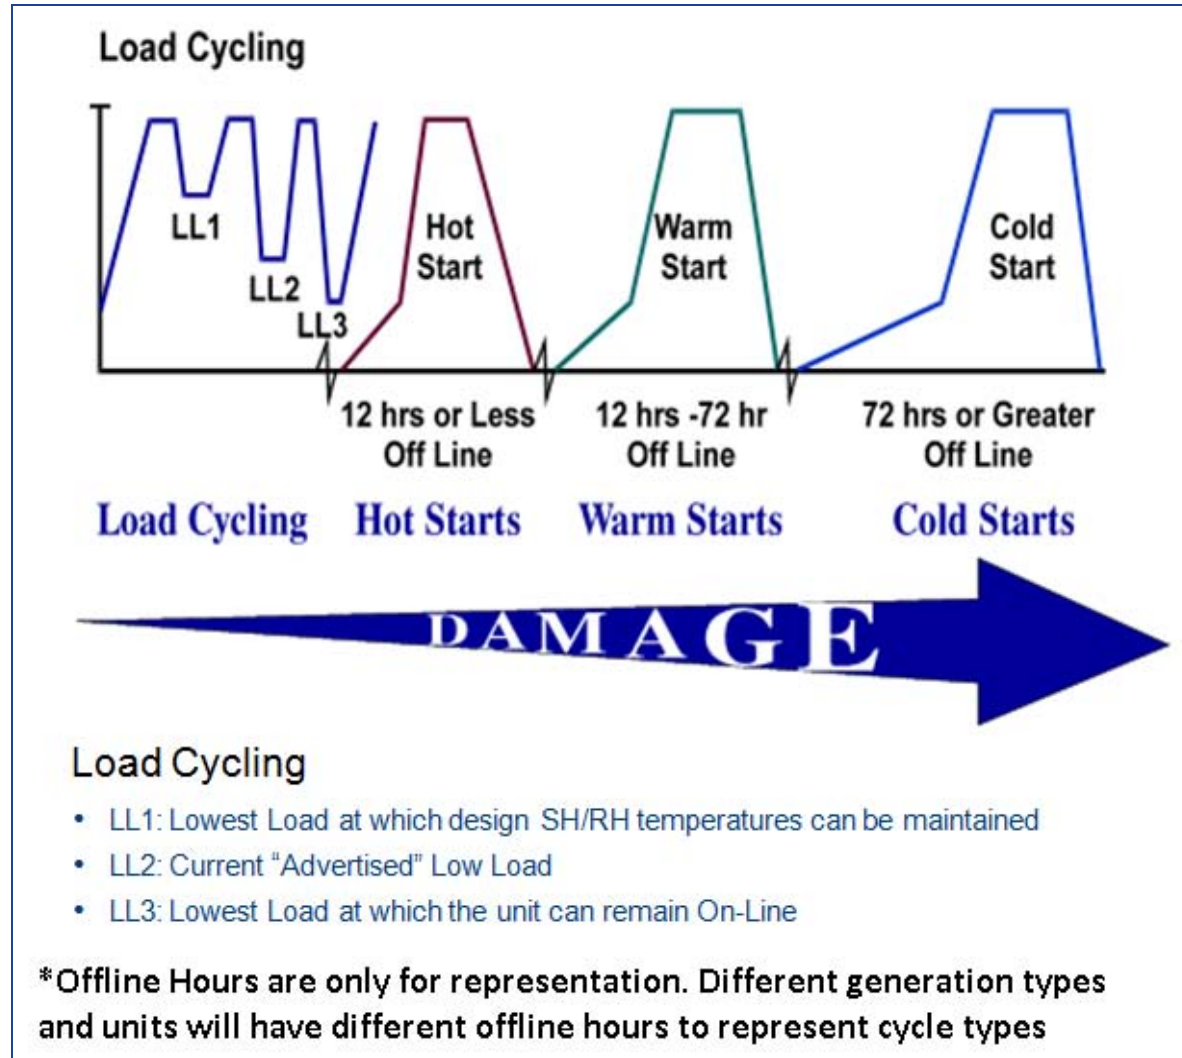 Load Cycling
LL1
LL2
LL3
Hot
Start
Warm
Start
Cold
Start
12 hrs or Less
Off Line
12 hrs -72 hr
Off Line
72 hrs or Greater
Off Line
Load Cycling
Hot Starts
Warm Starts
Cold Starts
DAMAGE
Load Cycling
• LL1: Lowest Load at which design SH/RH temperatures can be maintained
• LL2: Current “Advertised” Low Load
• LL3: Lowest Load at which the unit can remain On-Line
*Offline Hours are only for representation. Different generation types
and units will have different offline hours to represent cycle types